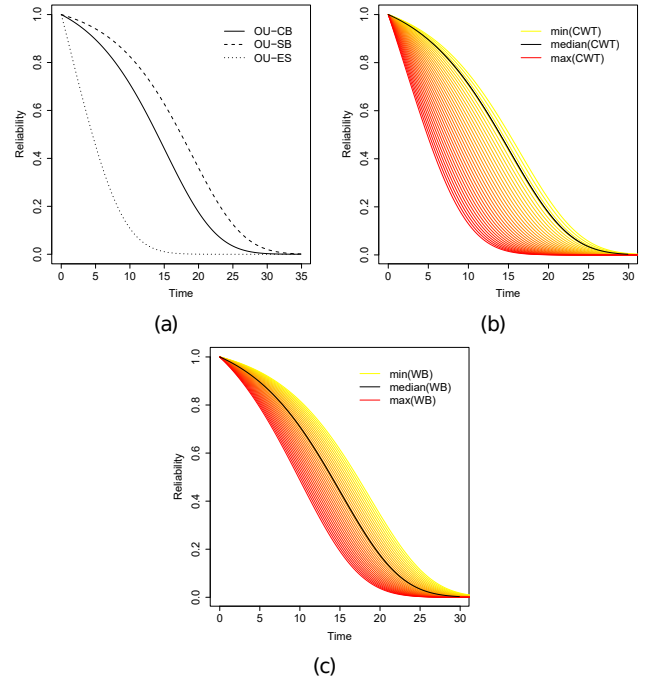 OU−CB
OU−SB
OU−ES
Reliability
0.0 0.2 0.4 0.6 0.8 1.0
0 5 10 15 20 25 30 35
Time
(a)
min(CWT)
median(CWT)
max(CWT)
Reliability
0.0 0.2 0.4 0.6 0.8 1.0
0 5 10 15 20 25 30
Time
(b)
min(WB)
median(WB)
max(WB)
Reliability
0.0 0.2 0.4 0.6 0.8 1.0
0 5 10 15 20 25 30
Time
(c)